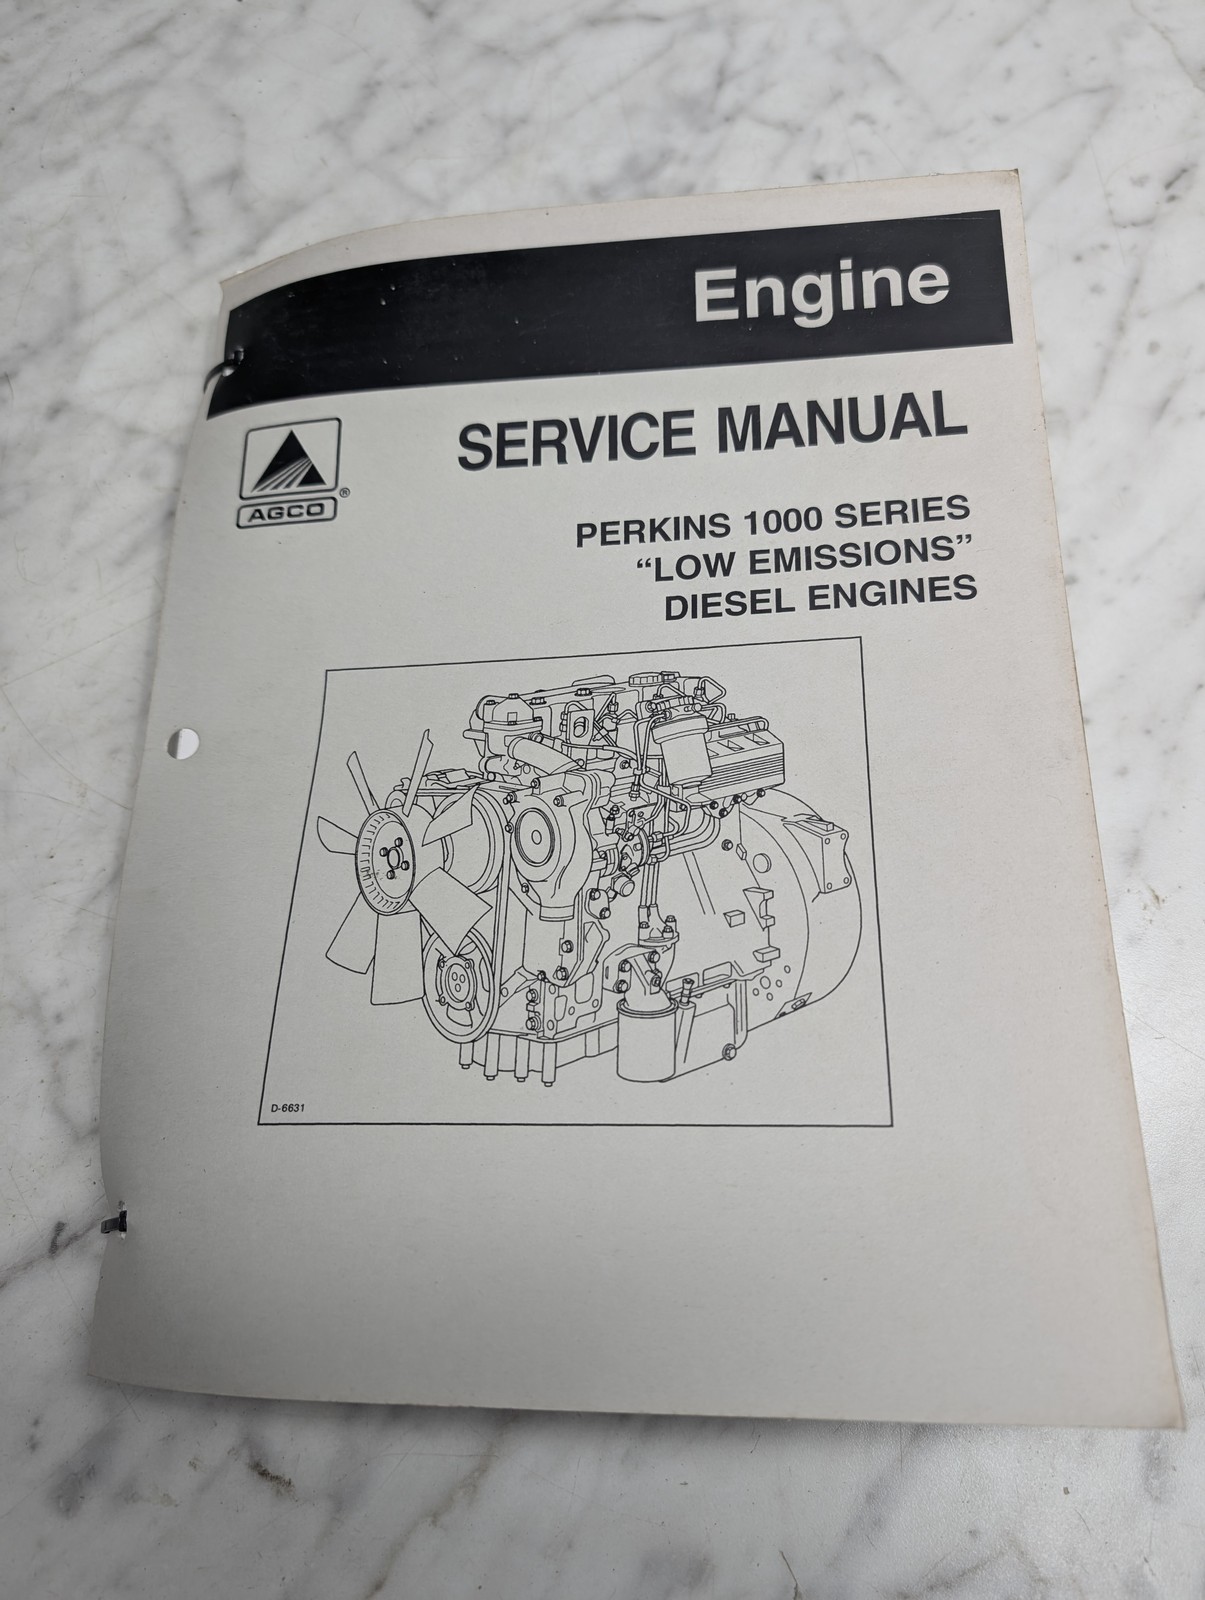 Engine
SERVICE MANUAL
AGCO ®
PERKINS 1000 SERIES
“LOW EMISSIONS”
DIESEL ENGINES
D-6631